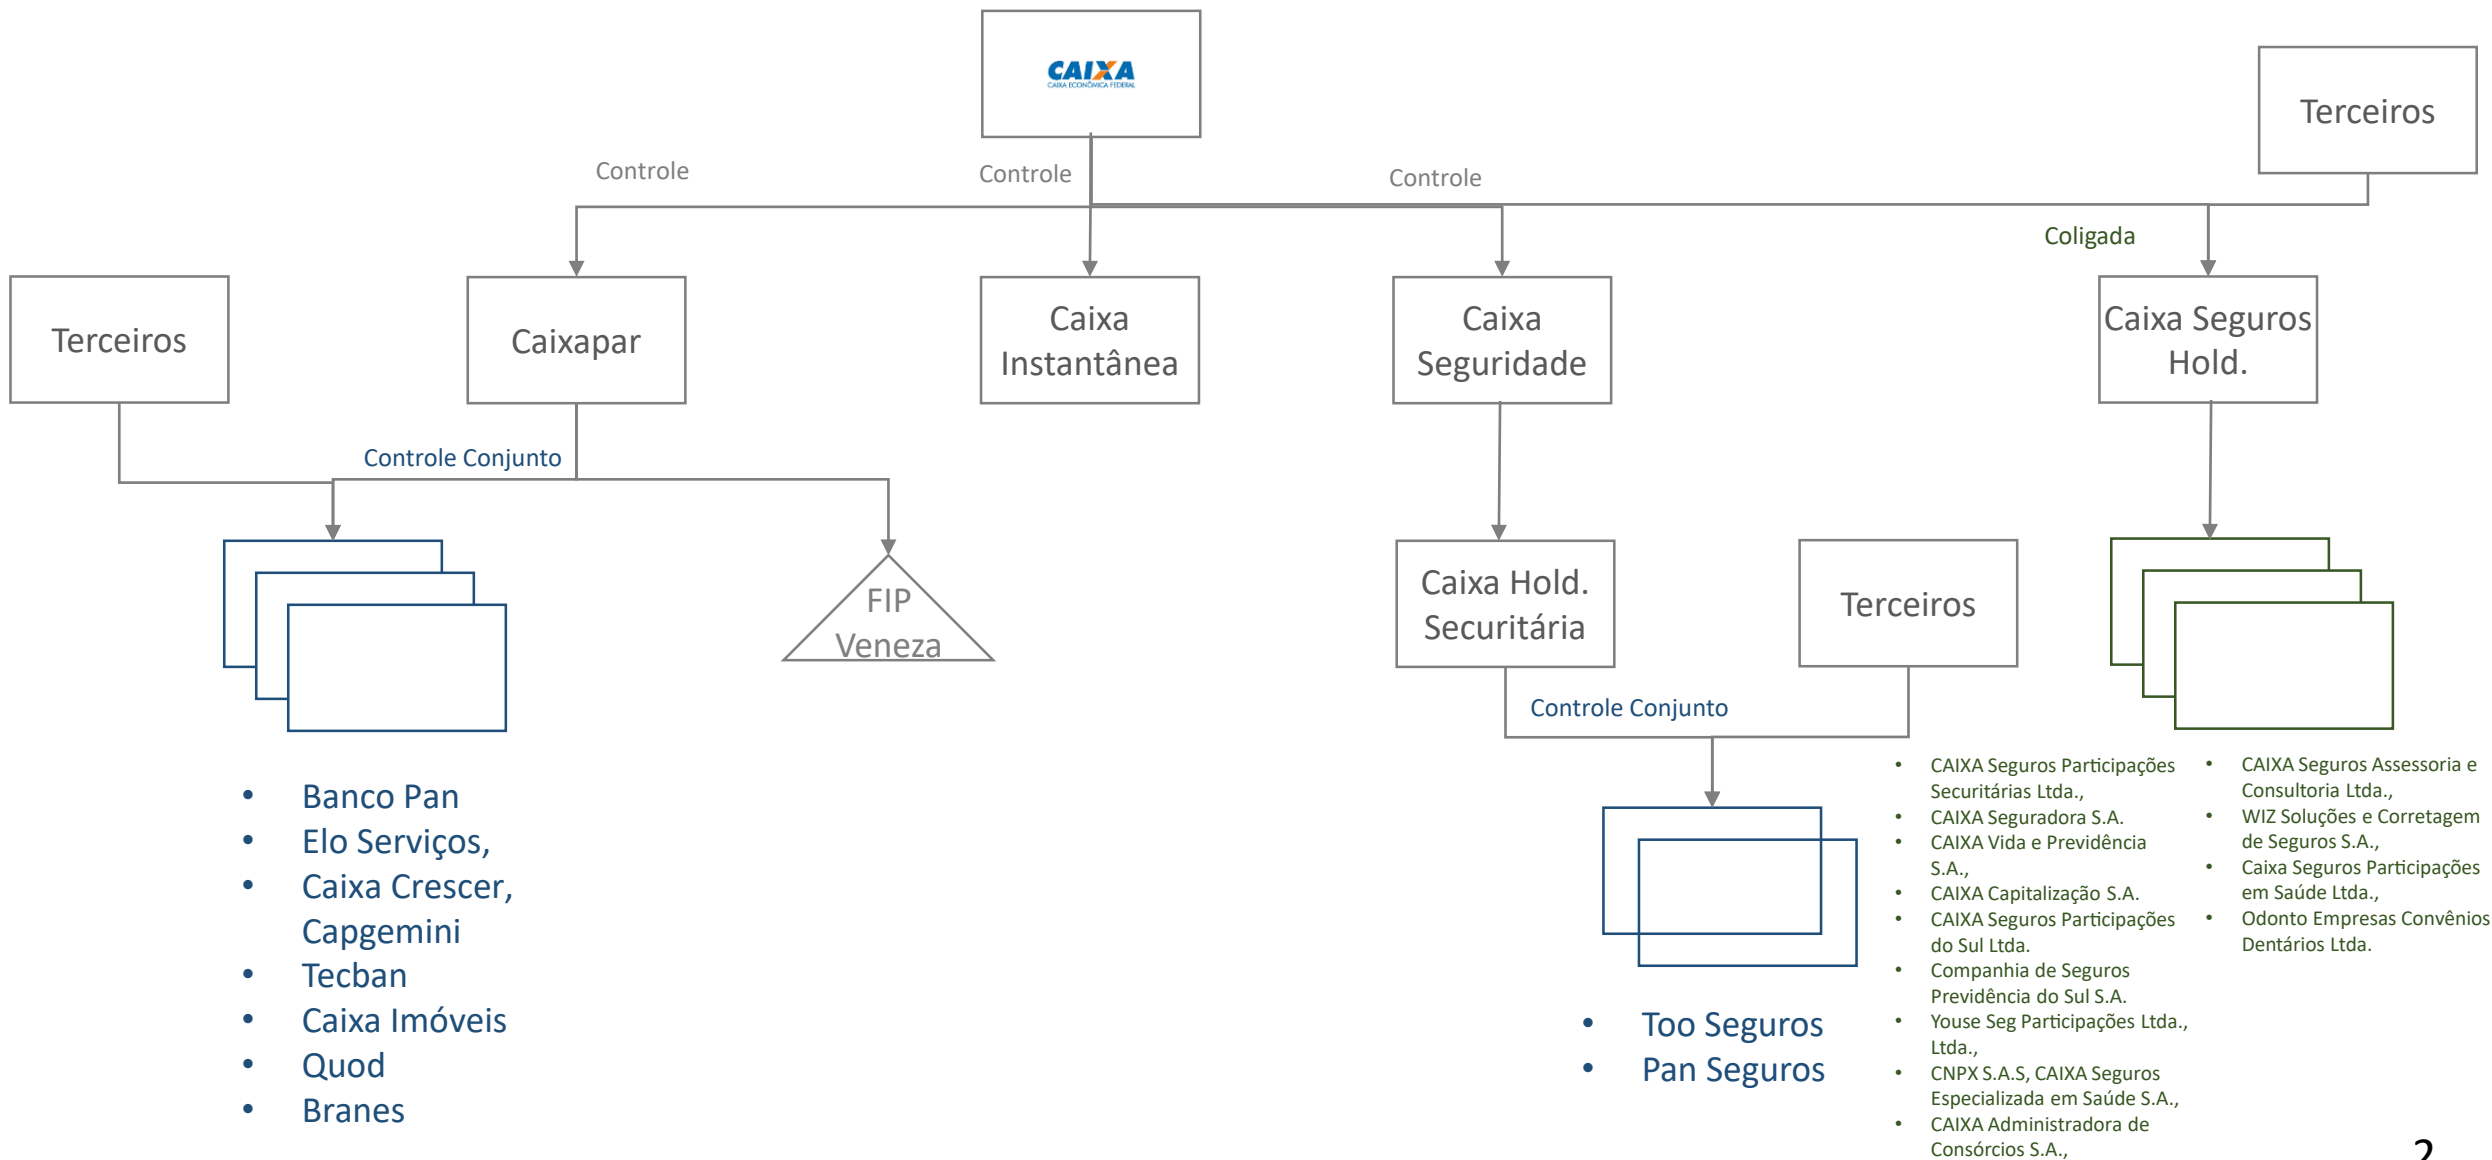 CAIXA
CAIXA ECONÔMICA FEDERAL
Terceiros
Controle
Controle
Controle
Coligada
Terceiros
Caixapar
Caixa
Instantânea
Caixa
Seguridade
Caixa Seguros
Hold.
Controle Conjunto
FIP
Veneza
Caixa Hold.
Securitária
Terceiros
Controle Conjunto
• Banco Pan
• Elo Serviços,
• Caixa Crescer,
Capgemini
• Tecban
• Caixa Imóveis
• Quod
• Branes
• Too Seguros
• Pan Seguros
• CAIXA Seguros Participações
Securitárias Ltda.,
• CAIXA Seguradora S.A.
• CAIXA Vida e Previdência
S.A.,
• CAIXA Capitalização S.A.
• CAIXA Seguros Participações
do Sul Ltda.
• Companhia de Seguros
Previdência do Sul S.A.
• Youse Seg Participações Ltda.,
Ltda.,
• CNPX S.A.S, CAIXA Seguros
Especializada em Saúde S.A.,
• CAIXA Administradora de
Consórcios S.A.,
• CAIXA Seguros Assessoria e
Consultoria Ltda.,
• WIZ Soluções e Corretagem
de Seguros S.A.,
• Caixa Seguros Participações
em Saúde Ltda.,
• Odonto Empresas Convênios
Dentários Ltda.
2